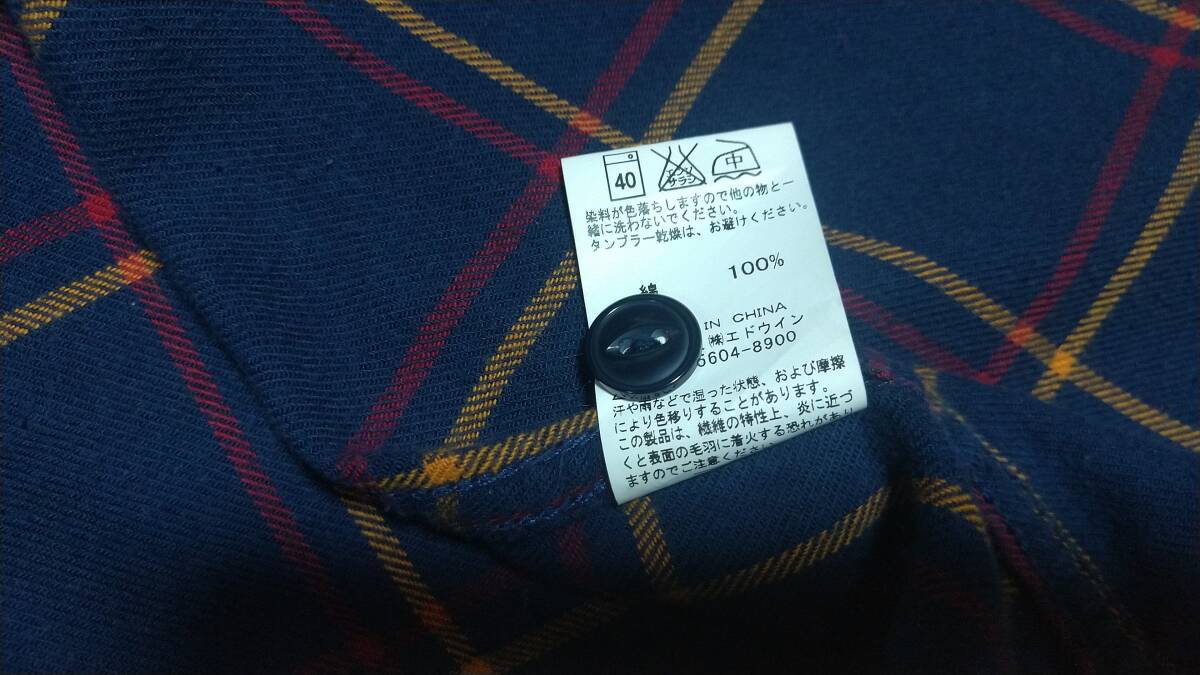 40 エンソサラシ 中
染料が色落ちしますので他の物と一
緒に洗わないでください。
タンブラー乾燥は、お避けください。
綿 100%
IN CHINA
(株)エドウイン
5604-8900
汗や雨などで湿った状態、および摩擦
により色移りすることがあります。
この製品は、繊維の特性上、炎に近づ
くと表面の毛羽に着火する恐れがあり
ますのでご注意ください